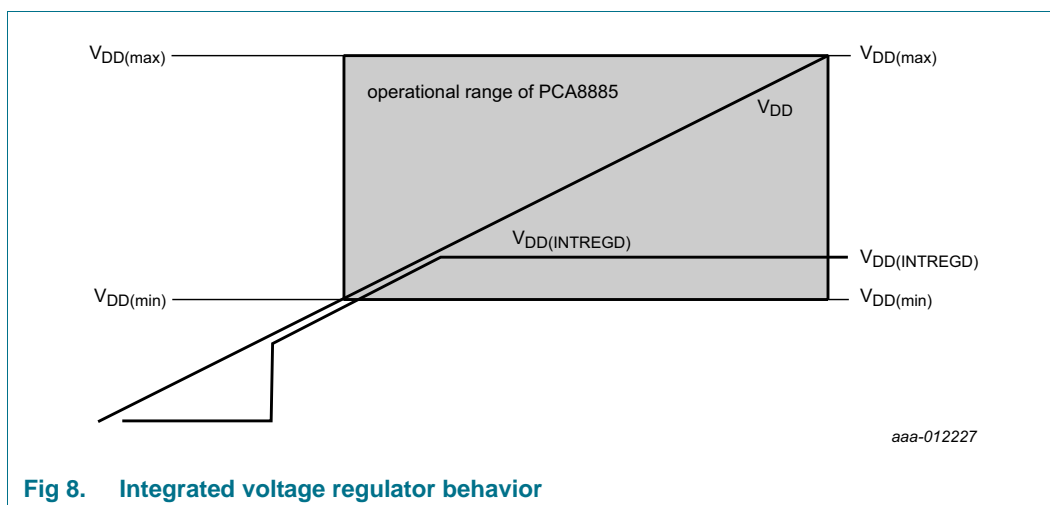 VDD(max)
VDD(max)
operational range of PCA8885
VDD
VDD(INTREGD)
VDD(INTREGD)
VDD(min)
VDD(min)
aaa-012227
Fig 8. Integrated voltage regulator behavior